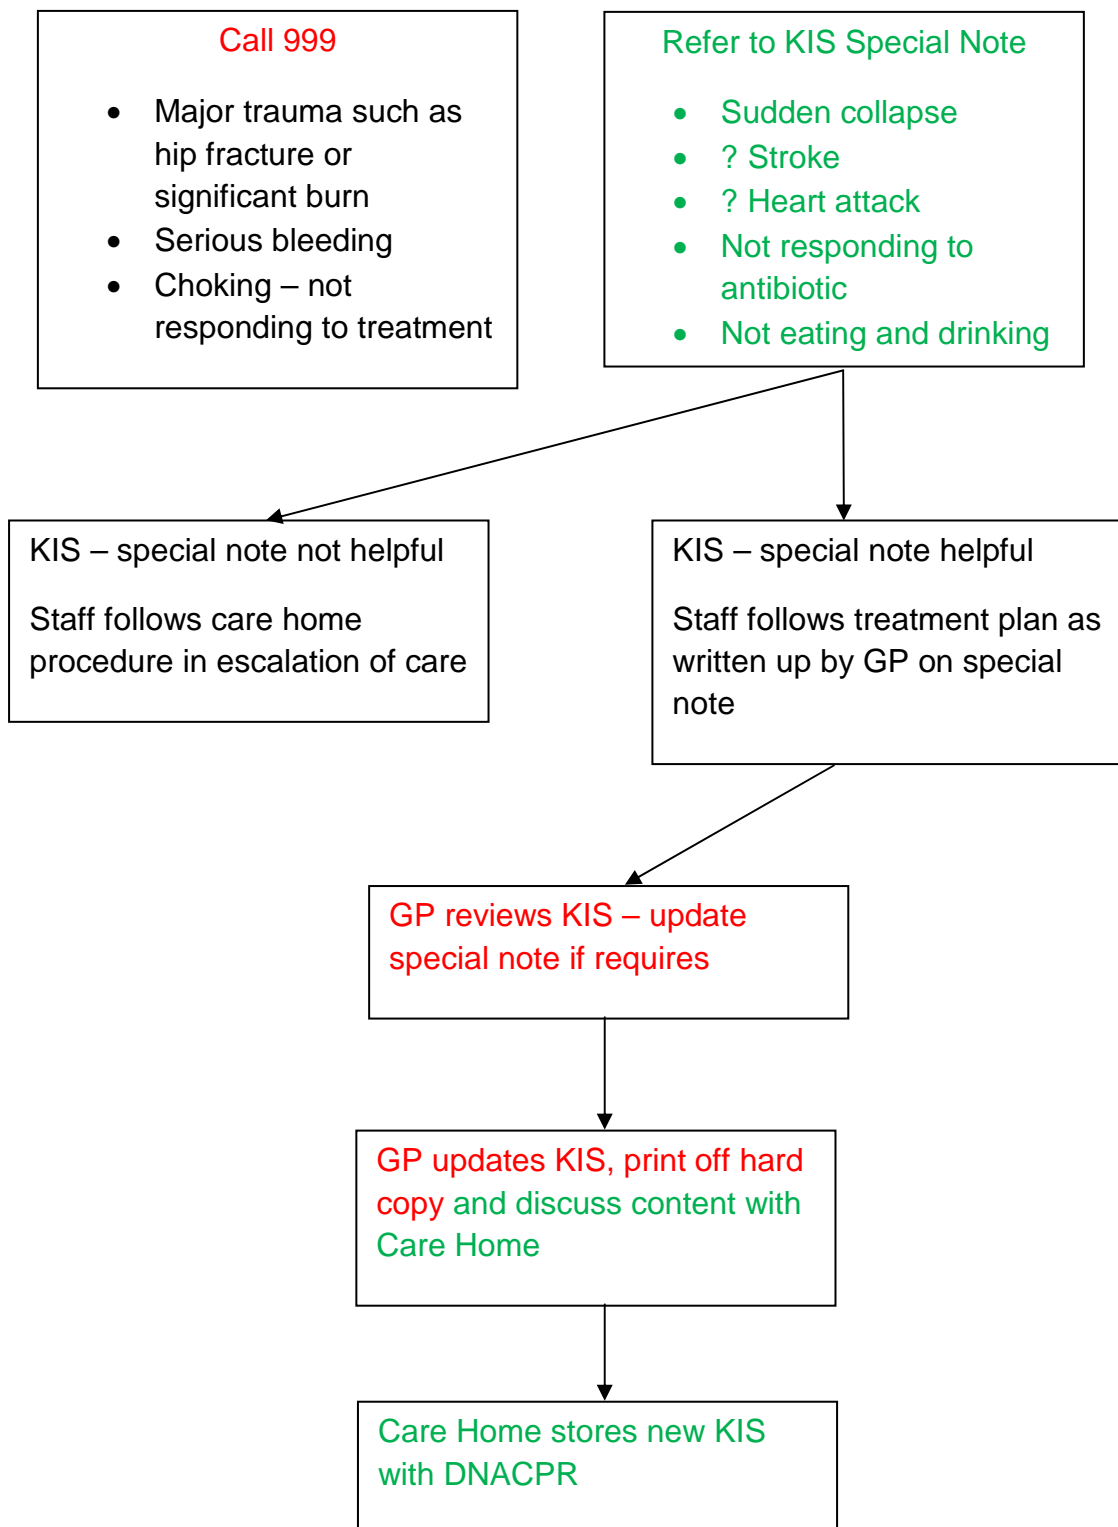 Call 999
• Major trauma such as
hip fracture or
significant burn
• Serious bleeding
• Choking – not
responding to treatment
Refer to KIS Special Note
• Sudden collapse
• ? Stroke
• ? Heart attack
• Not responding to
antibiotic
• Not eating and drinking
KIS – special note not helpful
Staff follows care home
procedure in escalation of care
KIS – special note helpful
Staff follows treatment plan as
written up by GP on special
note
GP reviews KIS – update
special note if requires
GP updates KIS, print off hard
copy and discuss content with
Care Home
Care Home stores new KIS
with DNACPR